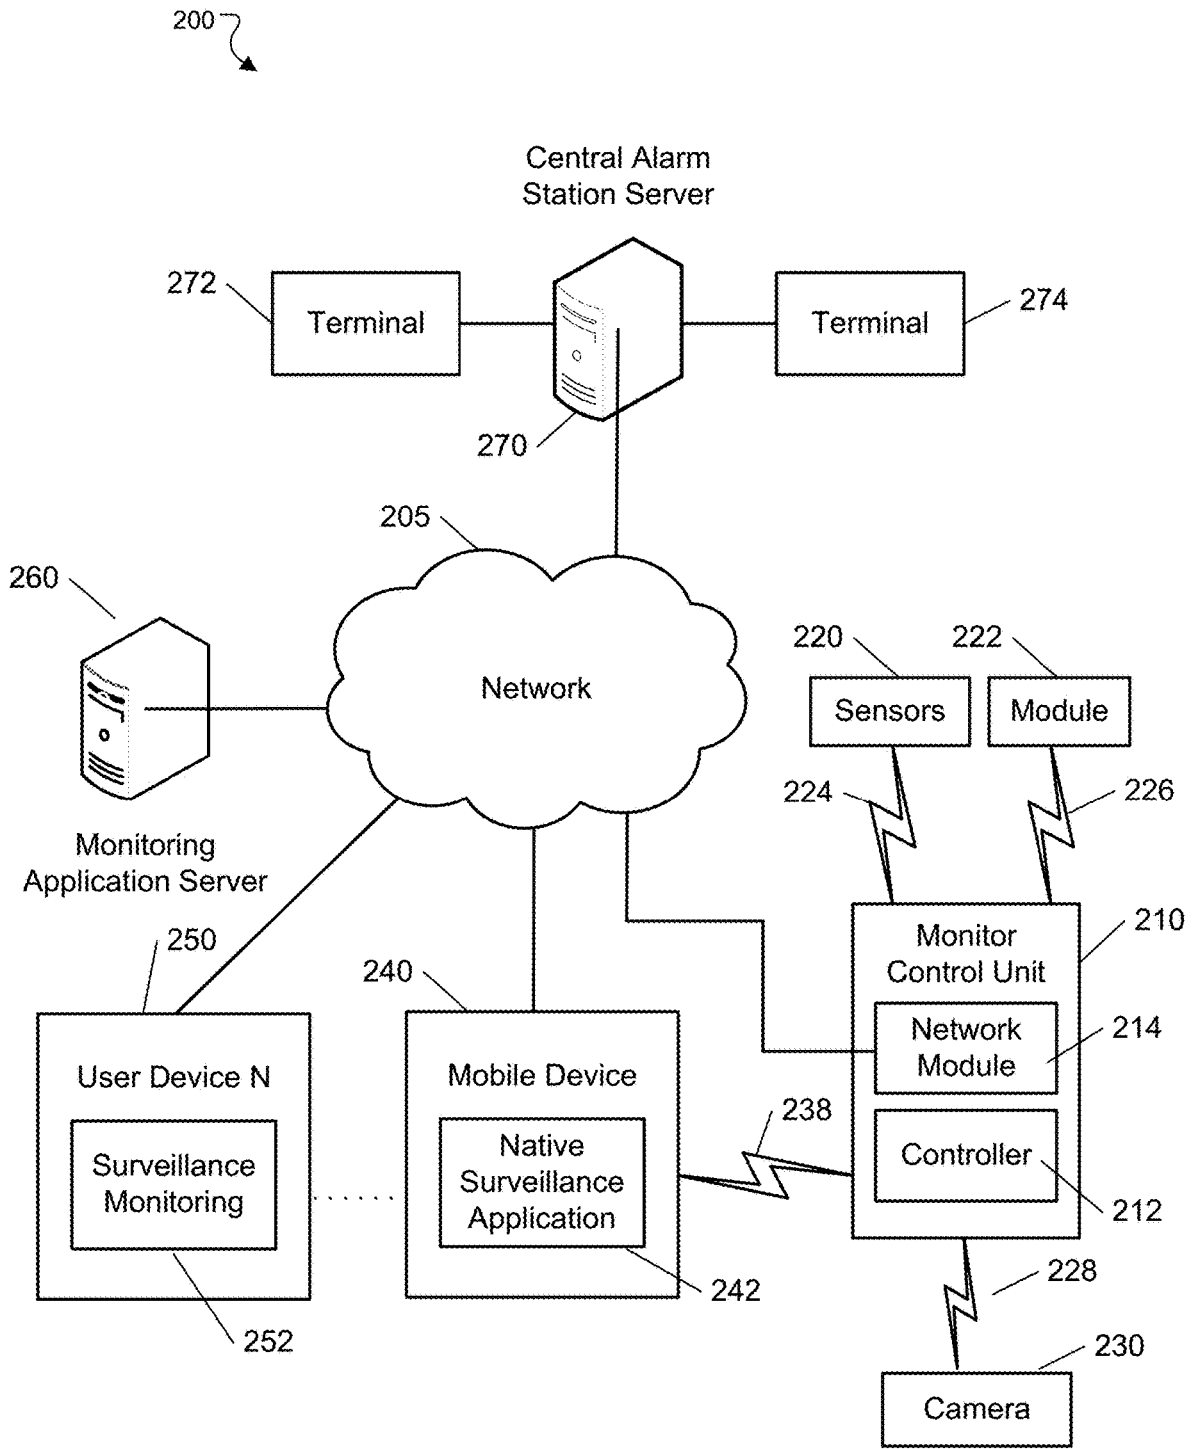 200
Central Alarm
Station Server
272
Terminal
Terminal
274
270
205
260
Network
220
222
Sensors
Module
224
226
Monitoring
Application Server
250
240
210
Monitor
Control Unit
Network
Module
214
User Device N
Mobile Device
238
Surveillance
Monitoring
Native
Surveillance
Application
Controller
212
252
242
228
230
Camera